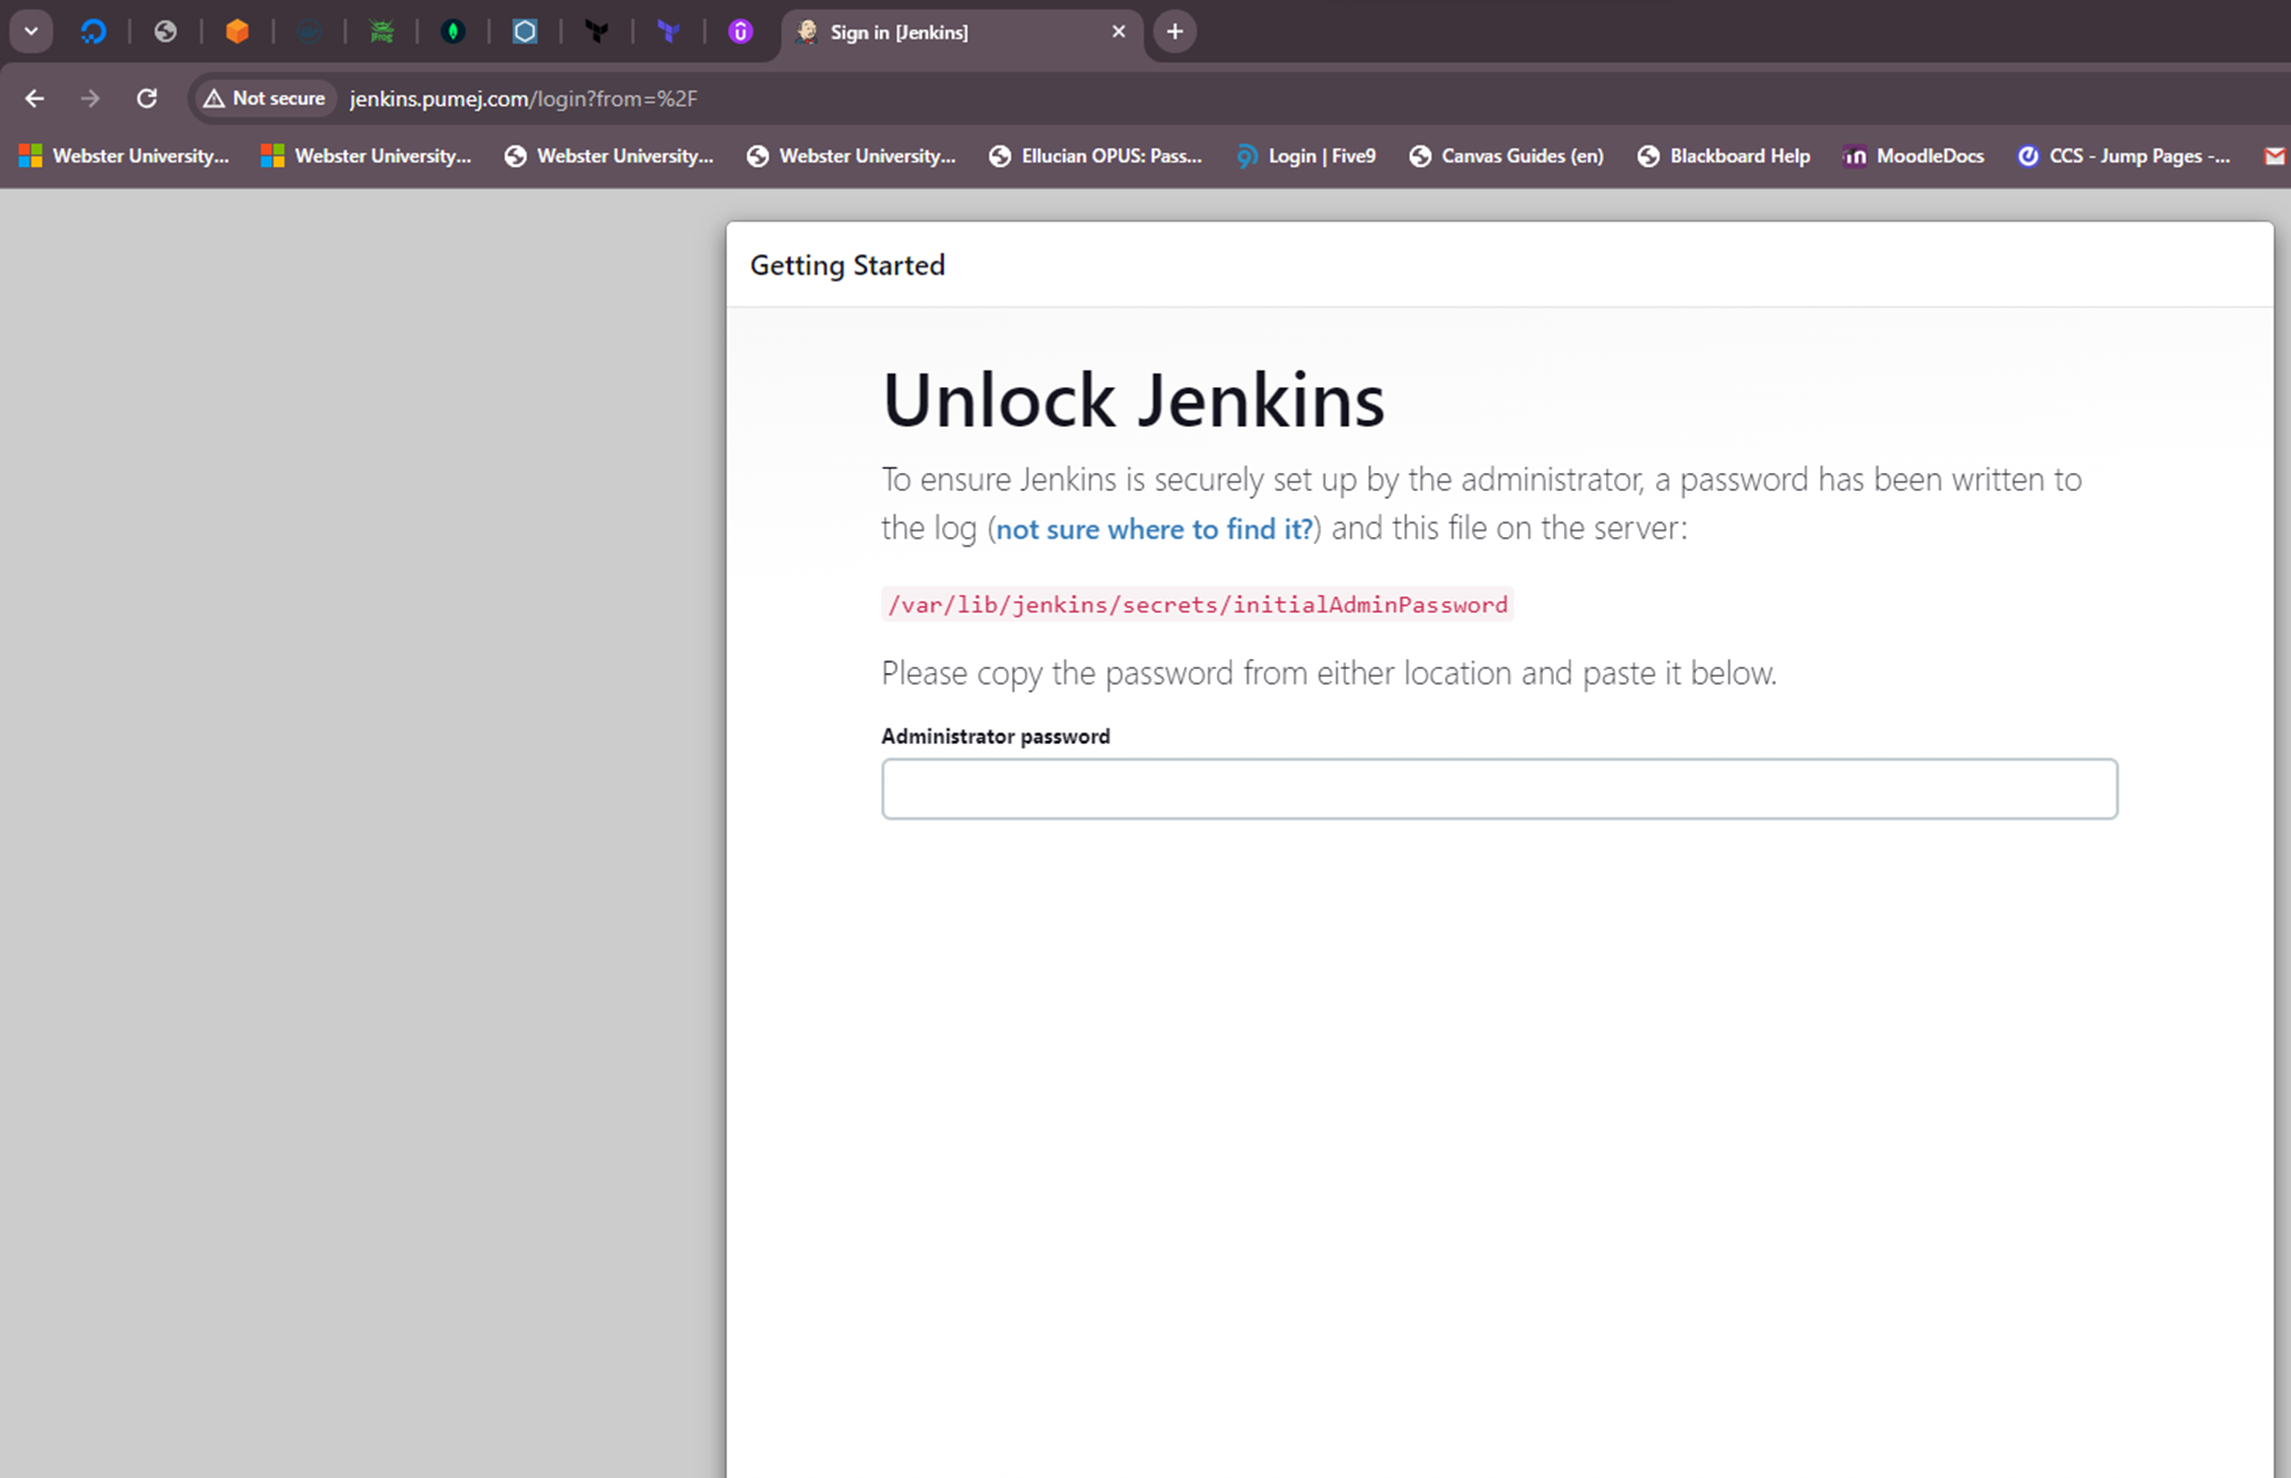 Sign in [Jenkins]
Not secure jenkins.pumej.com/login?from=%2F
Webster University... Webster University... Webster University... Webster University... Ellucian OPUS: Pass... Login | Five9 Canvas Guides (en) Blackboard Help MoodleDocs CCS - Jump Pages -...
Getting Started
Unlock Jenkins
To ensure Jenkins is securely set up by the administrator, a password has been written to
the log (not sure where to find it?) and this file on the server:
/var/lib/jenkins/secrets/initialAdminPassword
Please copy the password from either location and paste it below.
Administrator password